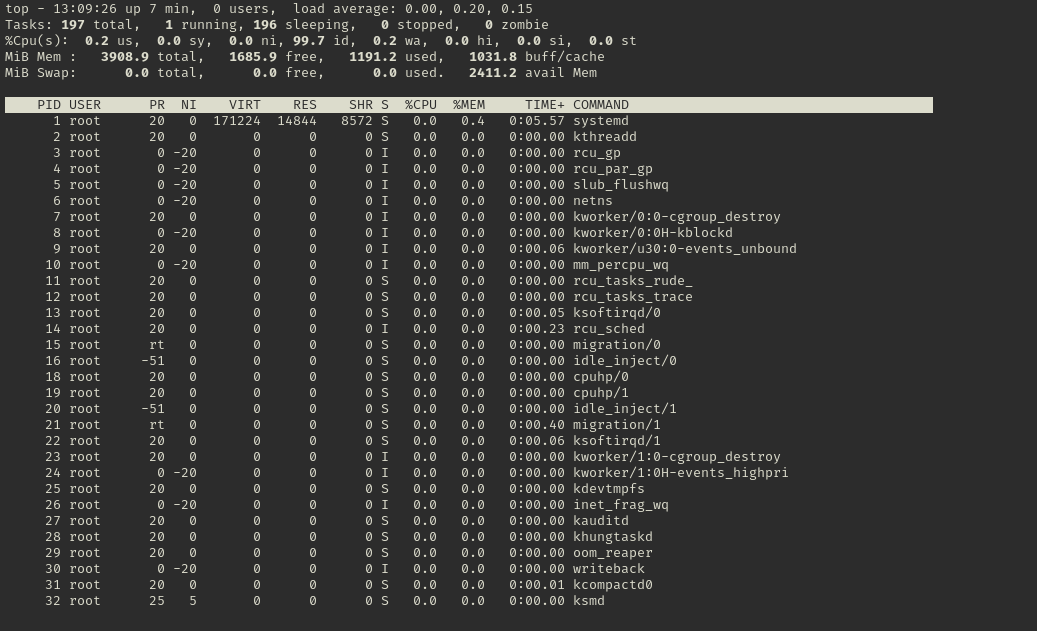 top - 13:09:26 up 7 min,  0 users,  load average: 0.00, 0.20, 0.15
Tasks: 197 total,   1 running, 196 sleeping,   0 stopped,   0 zombie
%Cpu(s):  0.2 us,  0.0 sy,  0.0 ni, 99.7 id,  0.2 wa,  0.0 hi,  0.0 si,  0.0 st
MiB Mem :   3908.9 total,   1685.9 free,   1191.2 used,   1031.8 buff/cache
MiB Swap:      0.0 total,      0.0 free,      0.0 used.   2411.2 avail Mem
PID USER      PR  NI    VIRT    RES    SHR S  %CPU  %MEM     TIME+ COMMAND
1 root      20   0  171224  14844   8572 S   0.0   0.4   0:05.57 systemd
2 root      20   0       0      0      0 S   0.0   0.0   0:00.00 kthreadd
3 root       0 -20       0      0      0 I   0.0   0.0   0:00.00 rcu_gp
4 root       0 -20       0      0      0 I   0.0   0.0   0:00.00 rcu_par_gp
5 root       0 -20       0      0      0 I   0.0   0.0   0:00.00 slub_flushwq
6 root       0 -20       0      0      0 I   0.0   0.0   0:00.00 netns
7 root      20   0       0      0      0 I   0.0   0.0   0:00.00 kworker/0:0-cgroup_destroy
8 root       0 -20       0      0      0 I   0.0   0.0   0:00.00 kworker/0:0H-kblockd
9 root      20   0       0      0      0 I   0.0   0.0   0:00.06 kworker/u30:0-events_unbound
10 root       0 -20       0      0      0 I   0.0   0.0   0:00.00 mm_percpu_wq
11 root      20   0       0      0      0 S   0.0   0.0   0:00.00 rcu_tasks_rude_
12 root      20   0       0      0      0 S   0.0   0.0   0:00.00 rcu_tasks_trace
13 root      20   0       0      0      0 S   0.0   0.0   0:00.05 ksoftirqd/0
14 root      20   0       0      0      0 I   0.0   0.0   0:00.23 rcu_sched
15 root      rt   0       0      0      0 S   0.0   0.0   0:00.00 migration/0
16 root     -51   0       0      0      0 S   0.0   0.0   0:00.00 idle_inject/0
18 root      20   0       0      0      0 S   0.0   0.0   0:00.00 cpuhp/0
19 root      20   0       0      0      0 S   0.0   0.0   0:00.00 cpuhp/1
20 root     -51   0       0      0      0 S   0.0   0.0   0:00.00 idle_inject/1
21 root      rt   0       0      0      0 S   0.0   0.0   0:00.40 migration/1
22 root      20   0       0      0      0 S   0.0   0.0   0:00.06 ksoftirqd/1
23 root      20   0       0      0      0 I   0.0   0.0   0:00.00 kworker/1:0-cgroup_destroy
24 root       0 -20       0      0      0 I   0.0   0.0   0:00.00 kworker/1:0H-events_highpri
25 root      20   0       0      0      0 S   0.0   0.0   0:00.00 kdevtmpfs
26 root       0 -20       0      0      0 I   0.0   0.0   0:00.00 inet_frag_wq
27 root      20   0       0      0      0 S   0.0   0.0   0:00.00 kauditd
28 root      20   0       0      0      0 S   0.0   0.0   0:00.00 khungtaskd
29 root      20   0       0      0      0 S   0.0   0.0   0:00.00 oom_reaper
30 root       0 -20       0      0      0 I   0.0   0.0   0:00.00 writeback
31 root      20   0       0      0      0 S   0.0   0.0   0:00.01 kcompactd0
32 root      25   5       0      0      0 S   0.0   0.0   0:00.00 ksmd